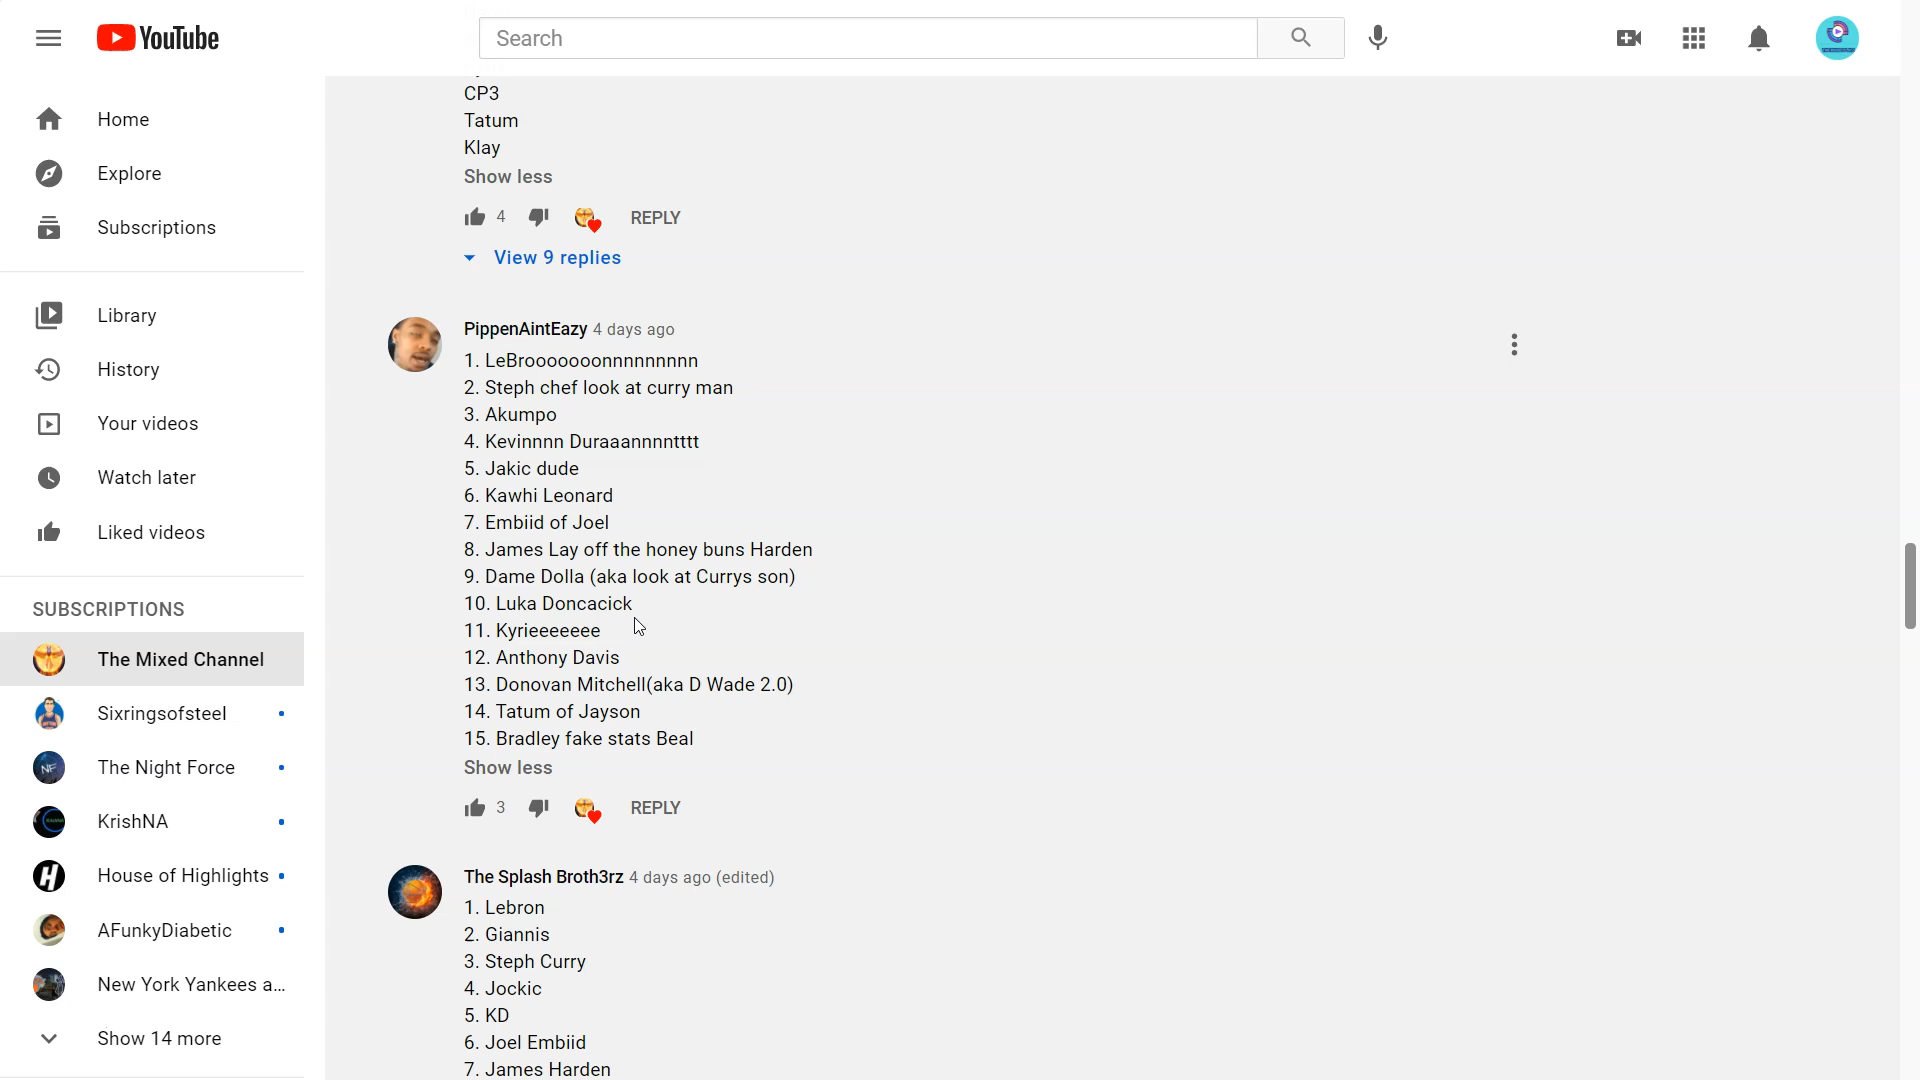 YouTube
Search
Home
Explore
Subscriptions
Library
History
Your videos
Watch later
Liked videos
SUBSCRIPTIONS
The Mixed Channel
Sixringsofsteel
The Night Force
KrishNA
House of Highlights
AFunkyDiabetic
New York Yankees a...
Show 14 more
CP3
Tatum
Klay
Show less
4 REPLY
View 9 replies
PippenAintEazy 4 days ago
1. LeBrooooooonnnnnnnnn
2. Steph chef look at curry man
3. Akumpo
4. Kevinnnn Duraaannnntttt
5. Jakic dude
6. Kawhi Leonard
7. Embiid of Joel
8. James Lay off the honey buns Harden
9. Dame Dolla (aka look at Currys son)
10. Luka Doncacick
11. Kyrieeeeeee
12. Anthony Davis
13. Donovan Mitchell(aka D Wade 2.0)
14. Tatum of Jayson
15. Bradley fake stats Beal
Show less
3 REPLY
The Splash Broth3rz 4 days ago (edited)
1. Lebron
2. Giannis
3. Steph Curry
4. Jockic
5. KD
6. Joel Embiid
7. James Harden